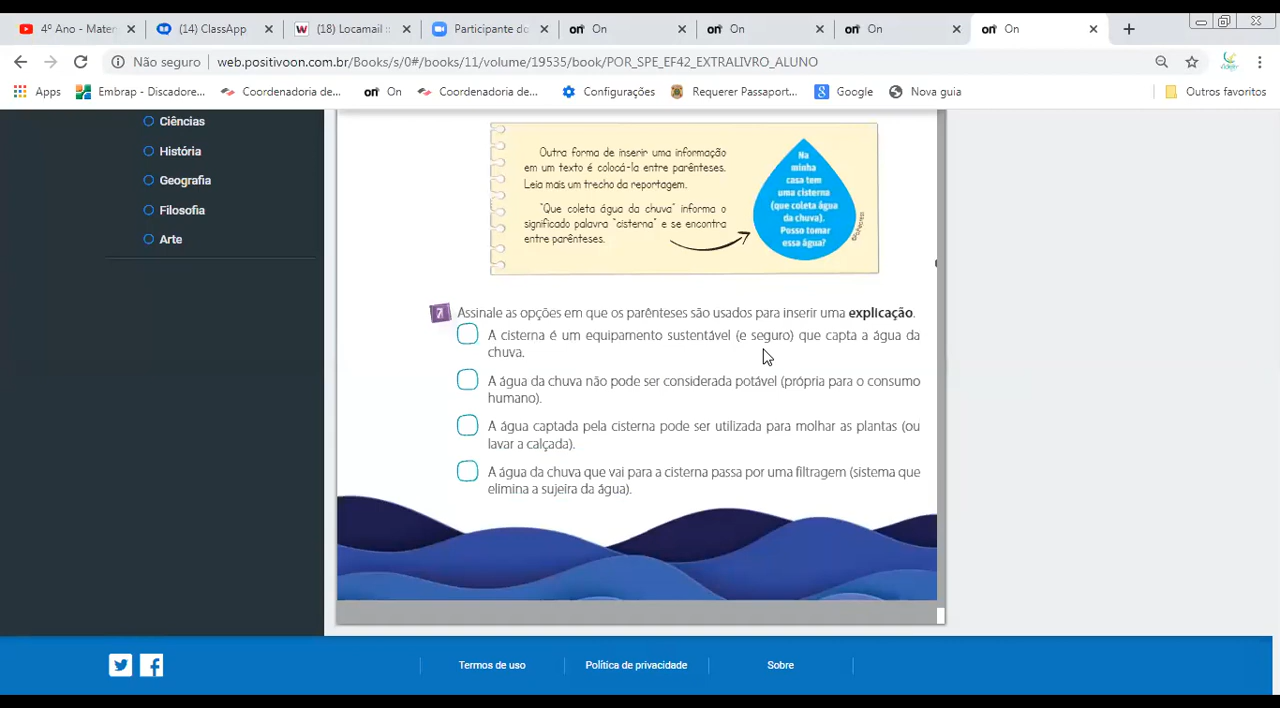 4º Ano - Maten
(14) ClassApp
(18) Locamail ::
Participante do
On
On
On
On
Não seguro
web.positivoon.com.br/Books/s/0#/books/11/volume/19535/book/POR_SPE_EF42_EXTRALIVRO_ALUNO
Apps
Embrap - Discadore...
Coordenadoria de...
On
Coordenadoria de...
Configurações
Requerer Passaport...
Google
Nova guia
Outros favoritos
Ciências
História
Geografia
Filosofia
Arte
Outra forma de inserir uma informação
em um texto é colocá-la entre parênteses.
Leia mais um trecho da reportagem.
"Que coleta água da chuva" informa o
significado palavra "cisterna" e se encontra
entre parênteses.
Na
minha
casa tem
uma cisterna
(que coleta água
da chuva).
Posso tomar
essa água?
7 Assinale as opções em que os parênteses são usados para inserir uma explicação.
A cisterna é um equipamento sustentável (e seguro) que capta a água da
chuva.
A água da chuva não pode ser considerada potável (própria para o consumo
humano).
A água captada pela cisterna pode ser utilizada para molhar as plantas (ou
lavar a calçada).
A água da chuva que vai para a cisterna passa por uma filtragem (sistema que
elimina a sujeira da água).
Termos de uso
Política de privacidade
Sobre